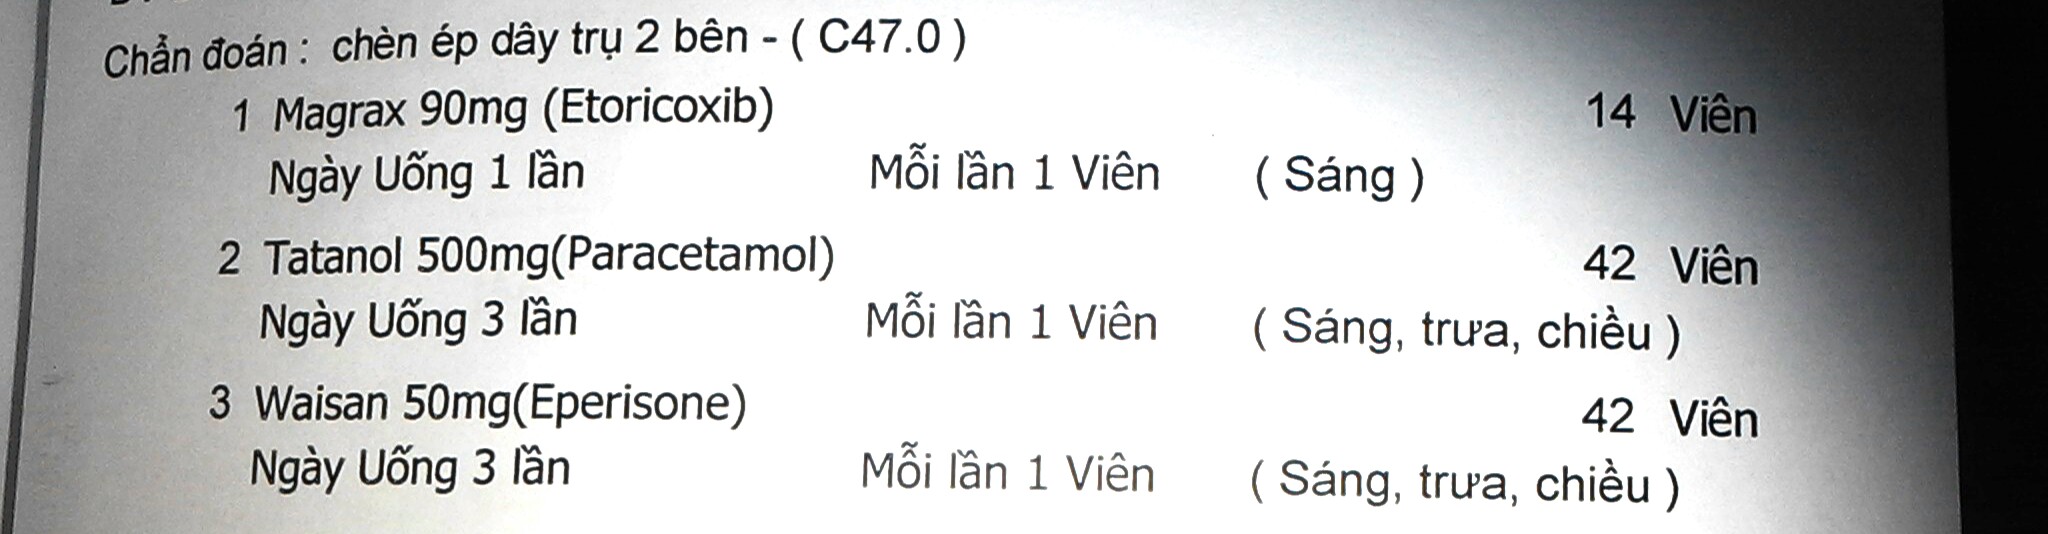 Chẩn đoán : chèn ép dây trụ 2 bên - ( C47.0 )
1 Magrax 90mg (Etoricoxib) 14 Viên
Ngày Uống 1 lần Mỗi lần 1 Viên ( Sáng )
2 Tatanol 500mg(Paracetamol) 42 Viên
Ngày Uống 3 lần Mỗi lần 1 Viên ( Sáng, trưa, chiều )
3 Waisan 50mg(Eperisone) 42 Viên
Ngày Uống 3 lần Mỗi lần 1 Viên ( Sáng, trưa, chiều )